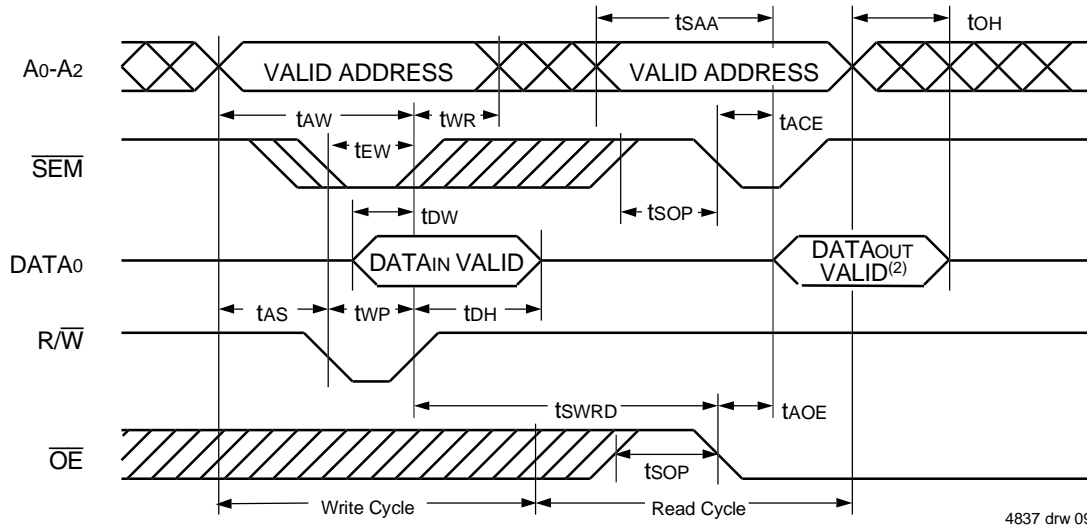 tSAA
tOH
A0-A2
VALID ADDRESS
VALID ADDRESS
tAW
tWR
tACE
tEW
SEM
tSOP
tDW
DATA0
DATAIN VALID
DATAOUT
VALID(2)
tAS
tWP
tDH
R/W
tSWRD
tAOE
OE
tSOP
Write Cycle
Read Cycle
4837 drw 09